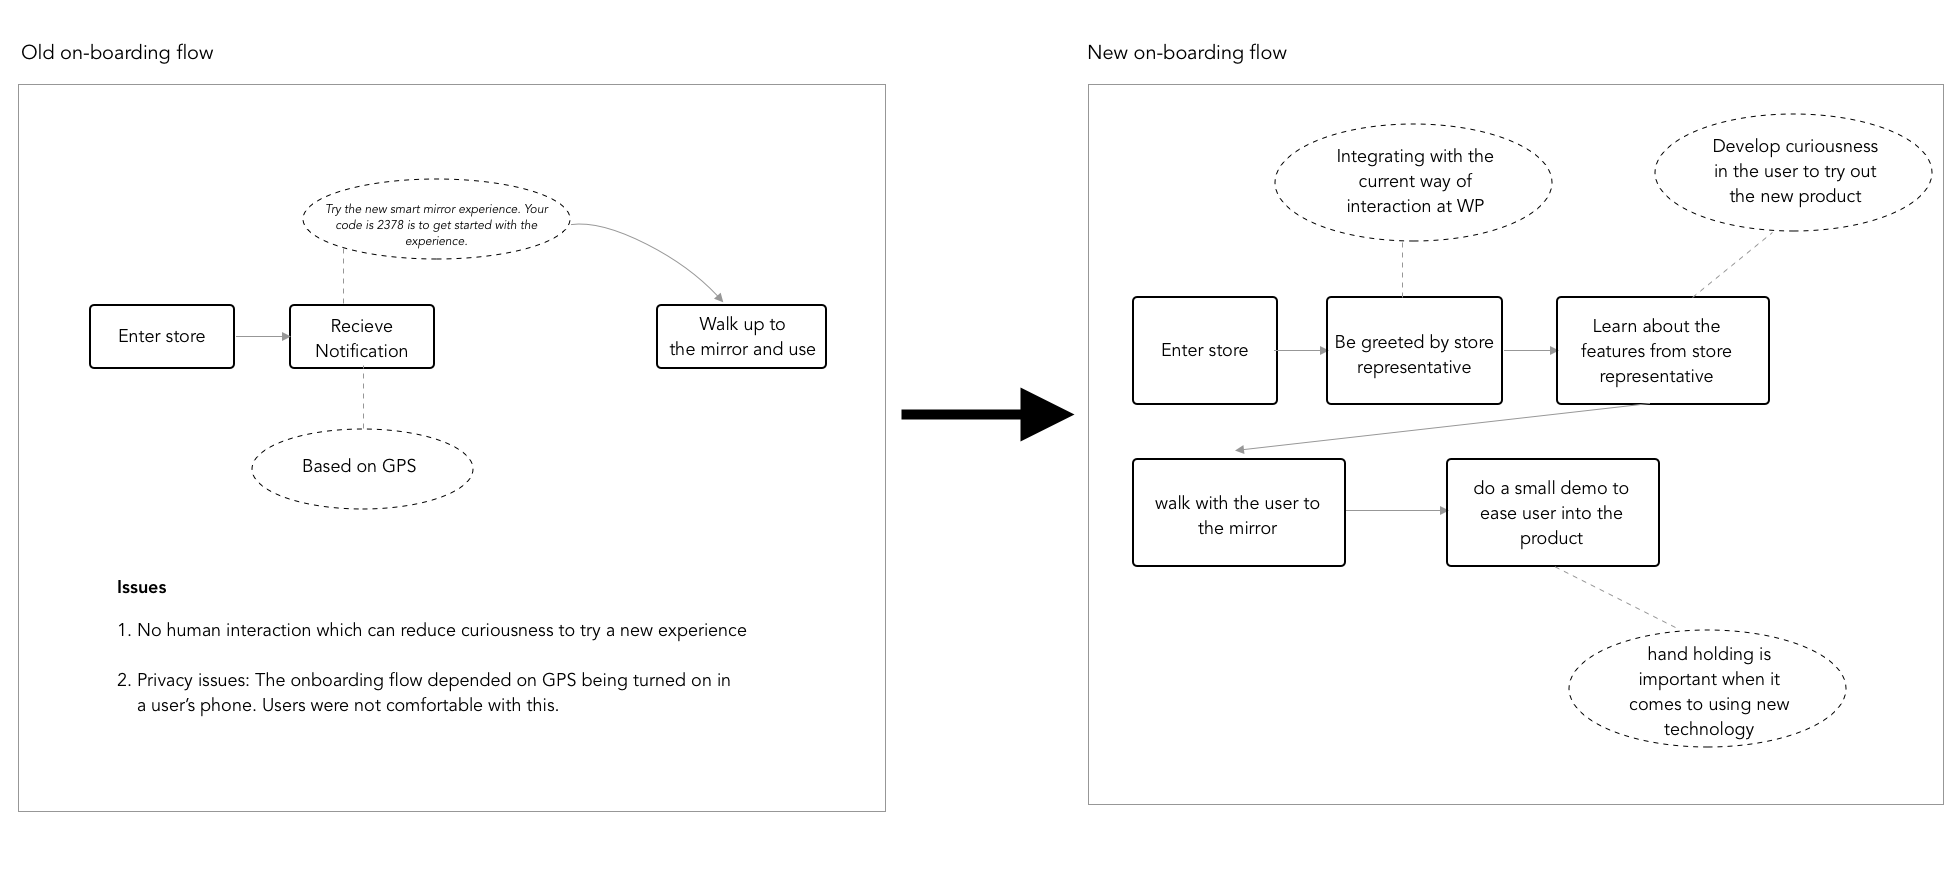 Old on-boarding flow
Try the new smart mirror experience. Your
code is 2378 is to get started with the
experience.
Enter store
Recieve
Notification
Walk up to
the mirror and use
Based on GPS
Issues
1. No human interaction which can reduce curiousness to try a new experience
2. Privacy issues: The onboarding flow depended on GPS being turned on in
a user’s phone. Users were not comfortable with this.
New on-boarding flow
Integrating with the
current way of
interaction at WP
Develop curiousness
in the user to try out
the new product
Enter store
Be greeted by store
representative
Learn about the
features from store
representative
walk with the user to
the mirror
do a small demo to
ease user into the
product
hand holding is
important when it
comes to using new
technology